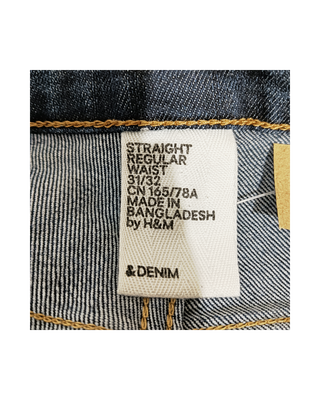 STRAIGHT
REGULAR
WAIST
31/32
CN 165/78A
MADE IN
BANGLADESH
by H&M
&DENIM